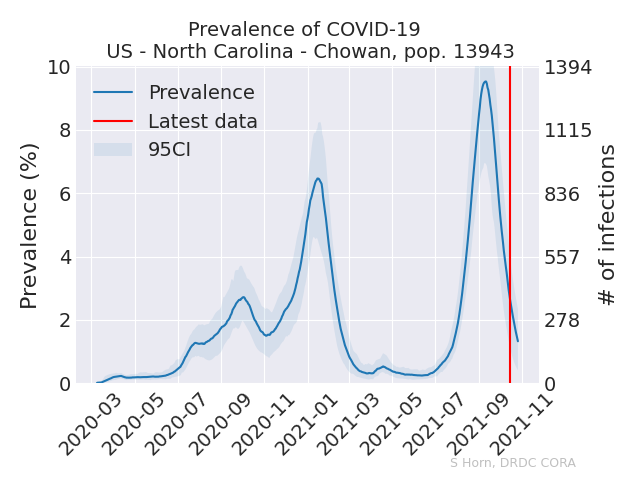 Prevalence of COVID-19
US - North Carolina - Chowan, pop. 13943
Prevalence (%)
10
8
6
4
2
0
Prevalence
Latest data
95CI
1394
1115
836
557
278
0
# of infections
2020-03
2020-05
2020-07
2020-09
2020-11
2021-01
2021-03
2021-05
2021-07
2021-09
2021-11
S Horn, DRDC CORA